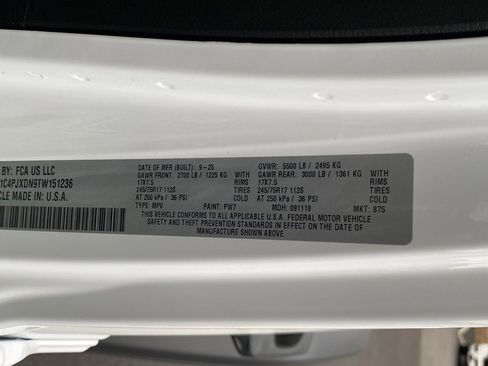 BY: FCA US LLC
1C4PJXDN9TW151236
CLE MADE IN: U.S.A.
DATE OF MFR (BUILT): 9-25 GVWR: 5500 LB / 2495 KG
GAWR FRONT: 2700 LB / 1225 KG WITH GAWR REAR: 3000 LB / 1361 KG WITH
17X7.5 RIMS 17X7.5 RIMS
245/75R17 112S TIRES 245/75R17 112S TIRES
AT 250 kPa / 36 PSI COLD AT 250 kPa / 36 PSI COLD
TYPE: MPV PAINT: PW7 MDH: 091118 MKT: 875
THIS VEHICLE CONFORMS TO ALL APPLICABLE U.S.A. FEDERAL MOTOR VEHICLE
SAFETY AND THEFT PREVENTION STANDARDS IN EFFECT ON THE DATE OF
MANUFACTURE SHOWN ABOVE.